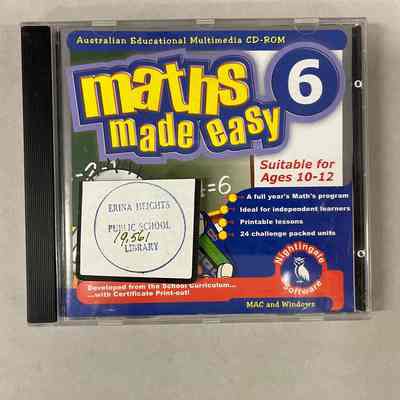 Australian Educational Multimedia CD-ROM
maths
made easy
6
Suitable for
Ages 10-12
=6
A full year's Math's program
Ideal for independent learners
Printable lessons
24 challenge packed units
ERINA HEIGHTS
PUBLIC SCHOOL
19,561
LIBRARY
Nightingale
Software
Developed from the School Curriculum....
...with Certificate Print-out!
MAC and Windows